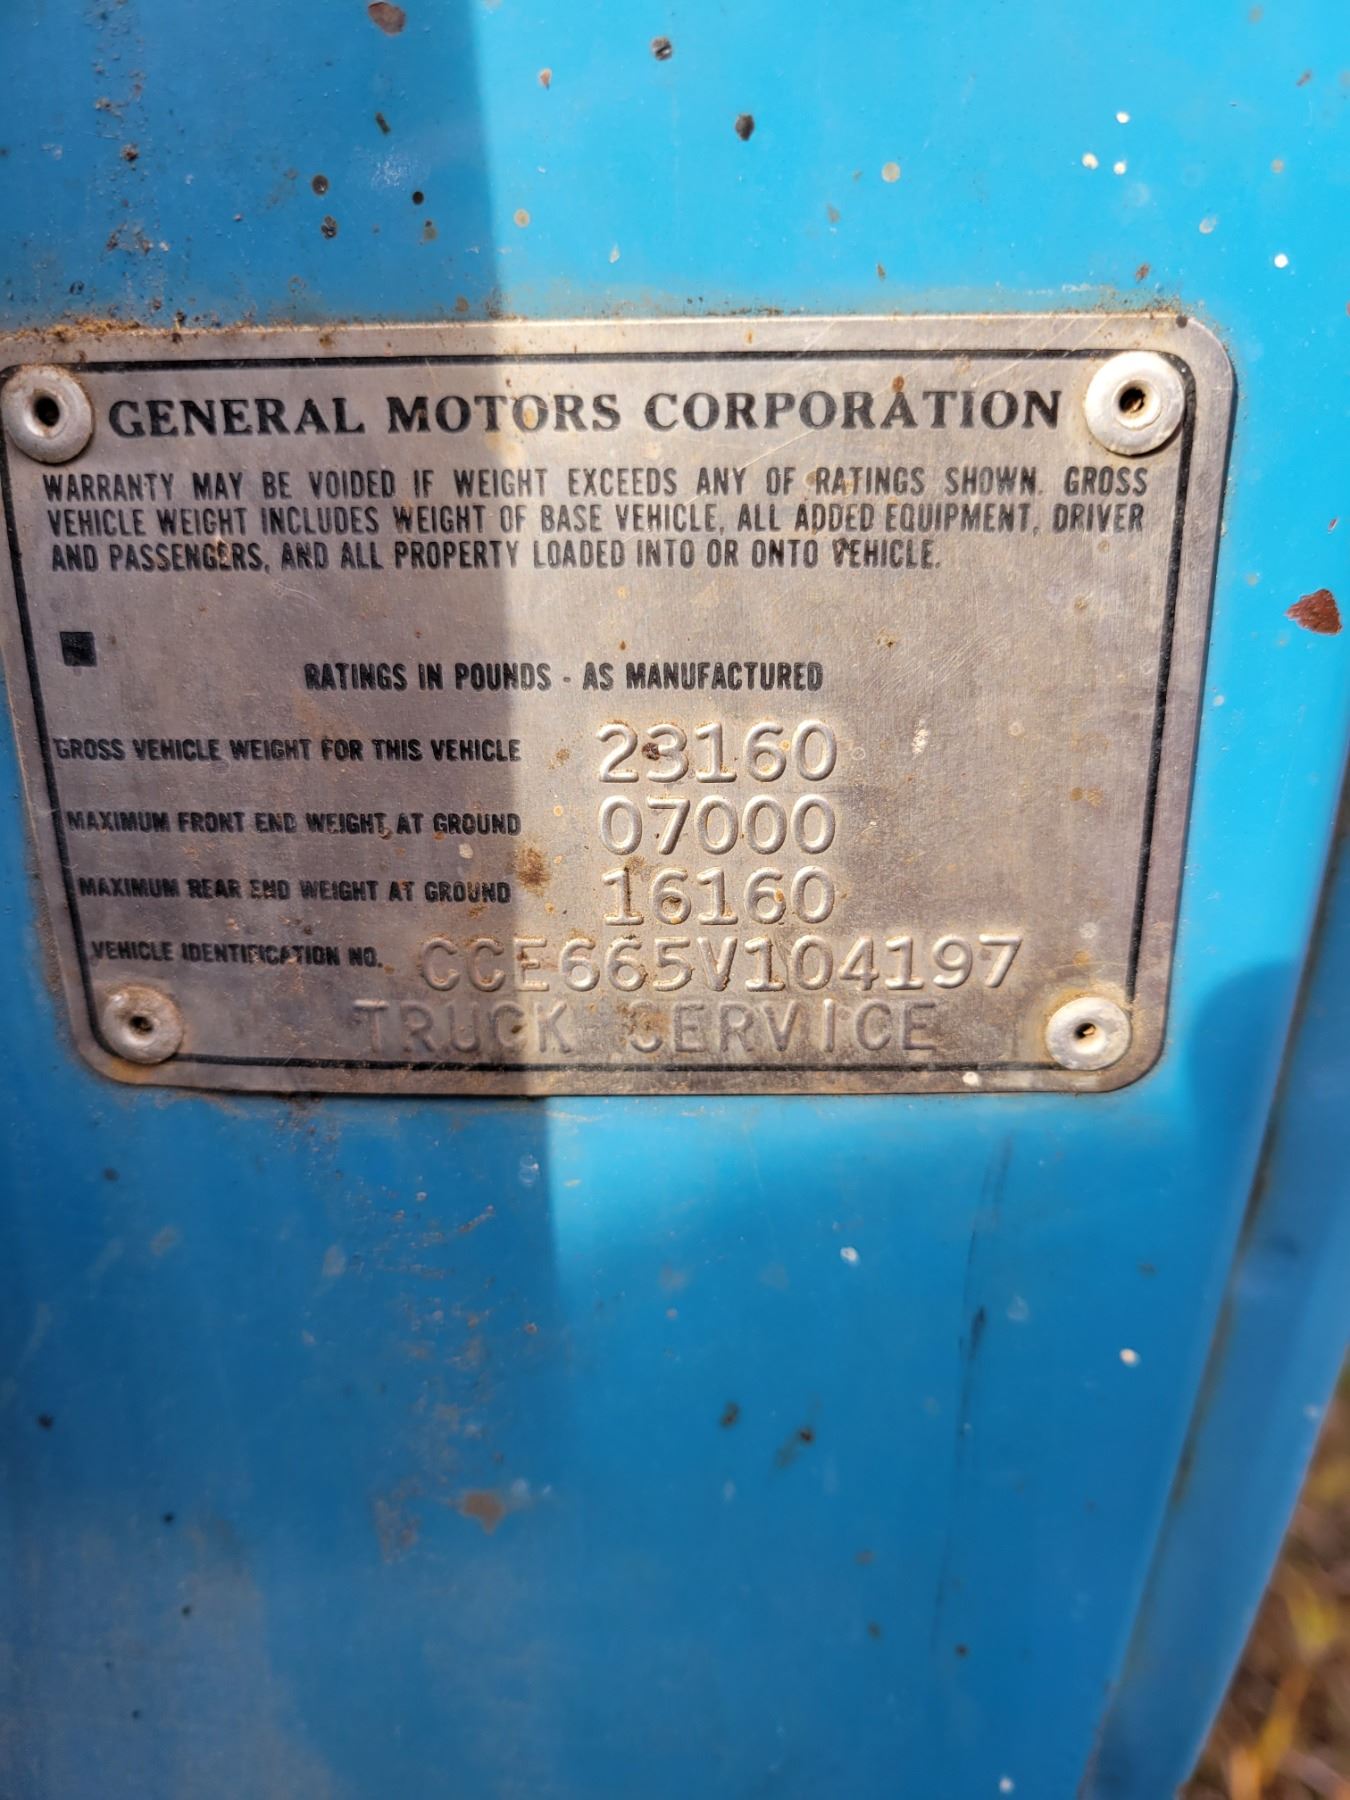 GENERAL MOTORS CORPORATION
WARRANTY MAY BE VOIDED IF WEIGHT EXCEEDS ANY OF RATINGS SHOWN. GROSS
VEHICLE WEIGHT INCLUDES WEIGHT OF BASE VEHICLE, ALL ADDED EQUIPMENT, DRIVER
AND PASSENGERS, AND ALL PROPERTY LOADED INTO OR ONTO VEHICLE.
RATINGS IN POUNDS - AS MANUFACTURED
GROSS VEHICLE WEIGHT FOR THIS VEHICLE 23160
MAXIMUM FRONT END WEIGHT AT GROUND 07000
MAXIMUM REAR END WEIGHT AT GROUND 16160
VEHICLE IDENTIFICATION NO. CCE665V104197
TRUCK SERVICE